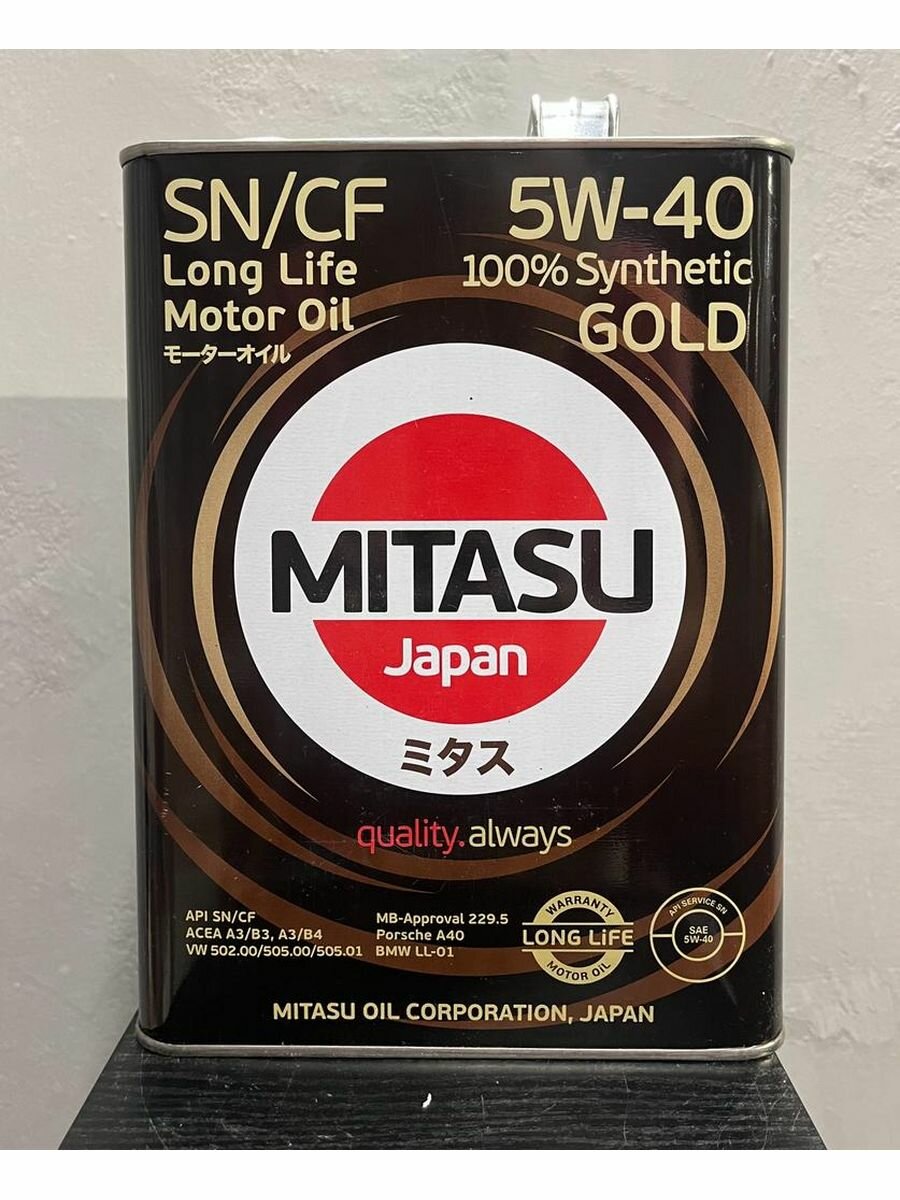 SN/CF
Long Life
Motor Oil
モーターオイル
5W-40
100% Synthetic
GOLD
MITASU
Japan
ミタス
quality.always
API SN/CF
ACEA A3/B3, A3/B4
VW 502.00/505.00/505.01
MB-Approval 229.5
Porsche A40
BMW LL-01
WARRANTY
LONG LiFE
MOTOR OIL
API SERVICE SN
SAE
5W-40
MITASU OIL CORPORATION, JAPAN